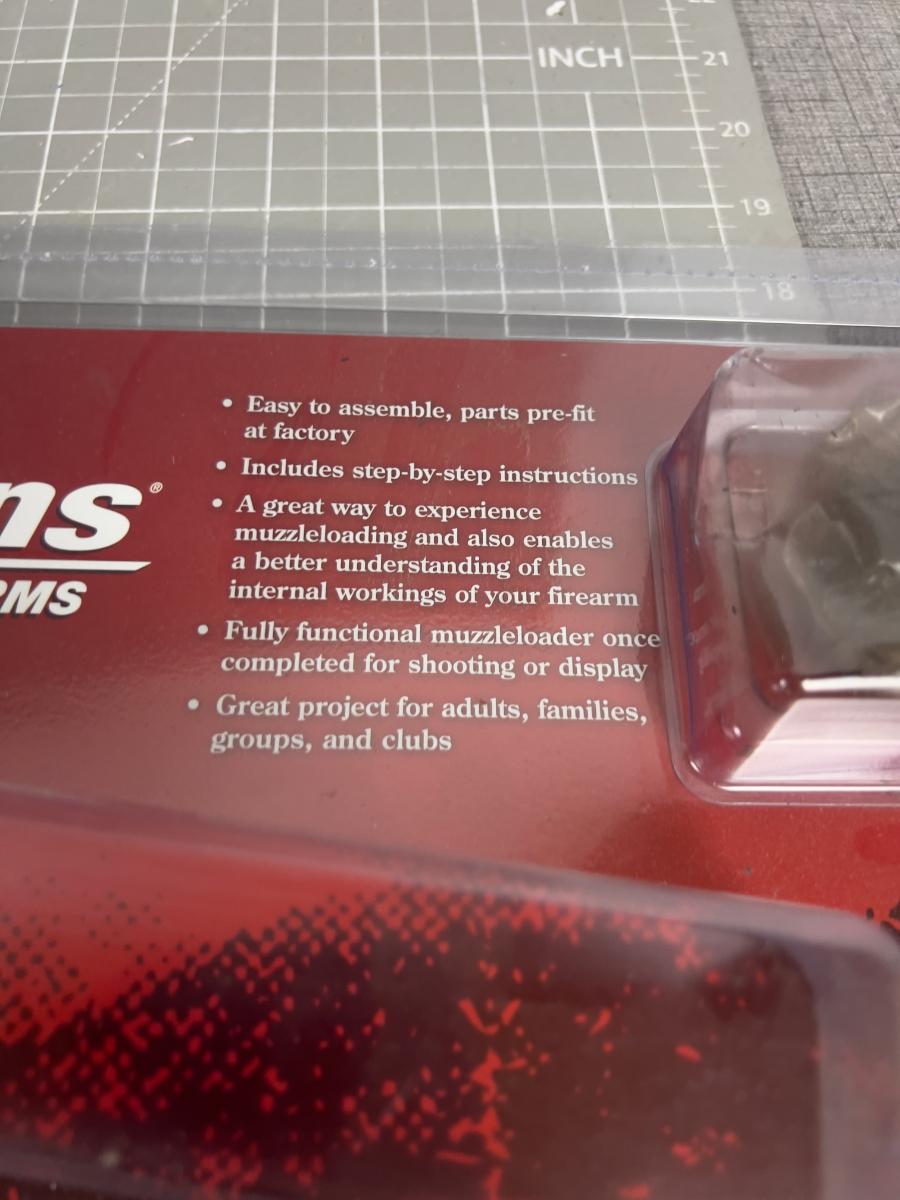 INCH
21
20
19
18
• Easy to assemble, parts pre-fit
at factory
• Includes step-by-step instructions
• A great way to experience
muzzleloading and also enables
a better understanding of the
internal workings of your firearm
• Fully functional muzzleloader once
completed for shooting or display
• Great project for adults, families,
groups, and clubs
ns®
RMS